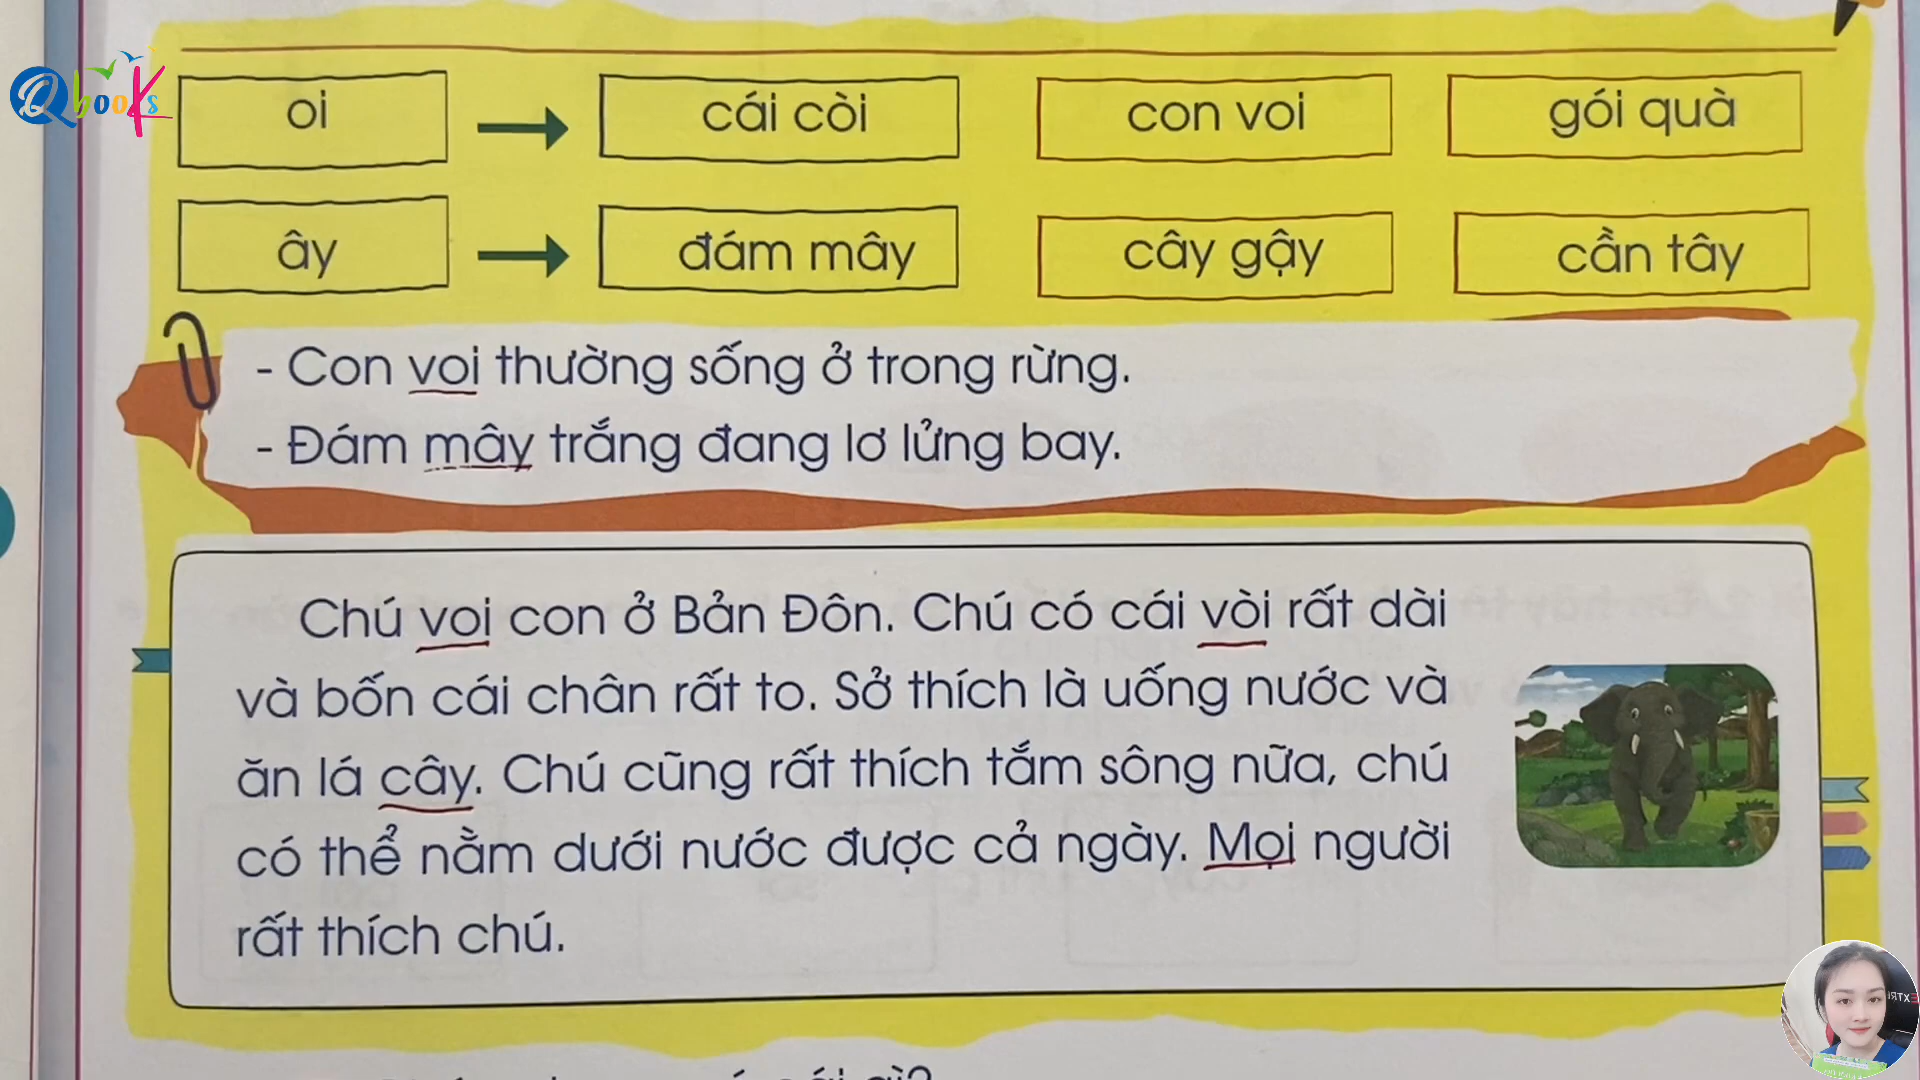 Qbooks
oi cái còi con voi gói quà
ây đám mây cây gậy cần tây
- Con voi thường sống ở trong rừng.
- Đám mây trắng đang lơ lửng bay.
Chú voi con ở Bản Đôn. Chú có cái vòi rất dài
và bốn cái chân rất to. Sở thích là uống nước và
ăn lá cây. Chú cũng rất thích tắm sông nữa, chú
có thể nằm dưới nước được cả ngày. Mọi người
rất thích chú.